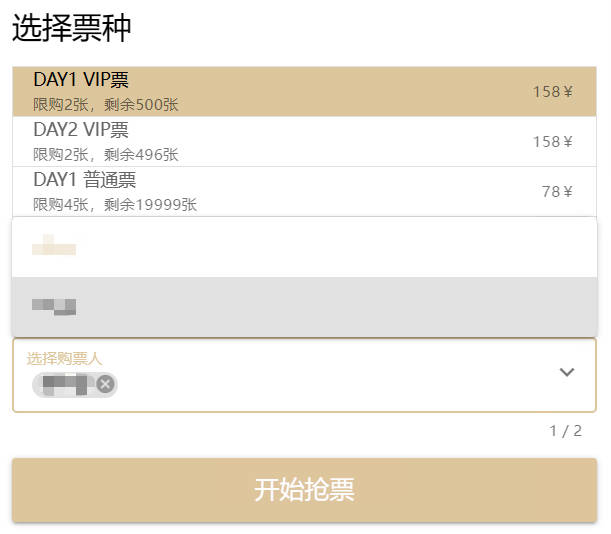 选择票种
DAY1 VIP票
158￥
限购2张，剩余500张
DAY2 VIP票
158￥
限购2张，剩余496张
DAY1 普通票
78￥
限购4张，剩余19999张
选择购票人
1 / 2
开始抢票